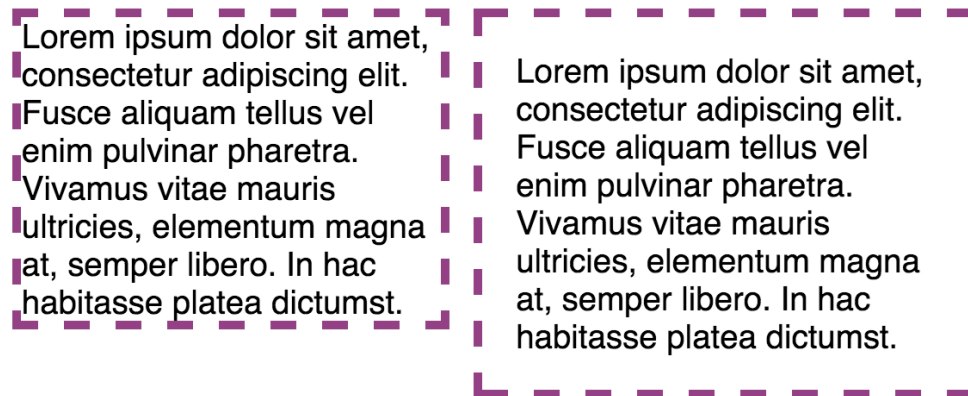 Lorem ipsum dolor sit amet,
consectetur adipiscing elit.
Fusce aliquam tellus vel
enim pulvinar pharetra.
Vivamus vitae mauris
ultricies, elementum magna
at, semper libero. In hac
habitasse platea dictumst.
Lorem ipsum dolor sit amet,
consectetur adipiscing elit.
Fusce aliquam tellus vel
enim pulvinar pharetra.
Vivamus vitae mauris
ultricies, elementum magna
at, semper libero. In hac
habitasse platea dictumst.